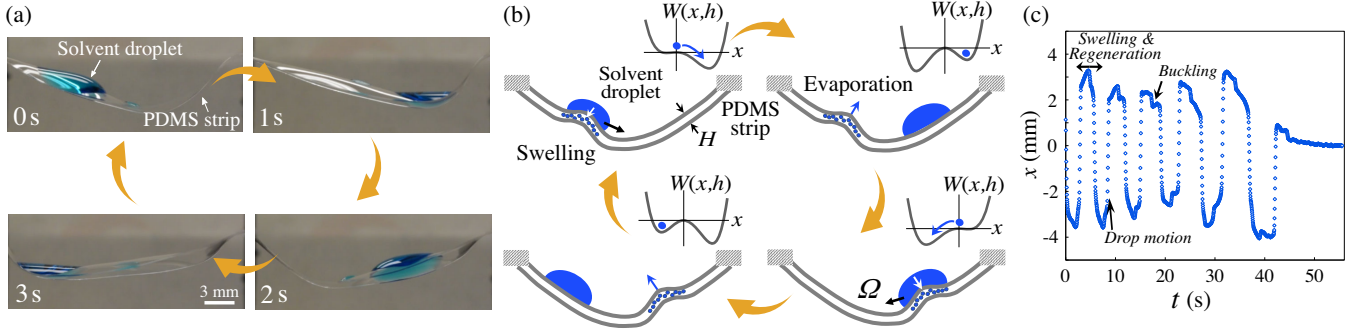 (a)
Solvent droplet
PDMS strip
0 s
1 s
3 s
3 mm
2 s
(b)
W(x,h)
x
Solvent
droplet
H
PDMS
strip
Swelling
W(x,h)
x
Evaporation
W(x,h)
x
W(x,h)
x
Ω
(c)
Swelling &
Regeneration
Buckling
Drop motion
x (mm)
4
2
0
-2
-4
0
10
20
30
40
50
t (s)